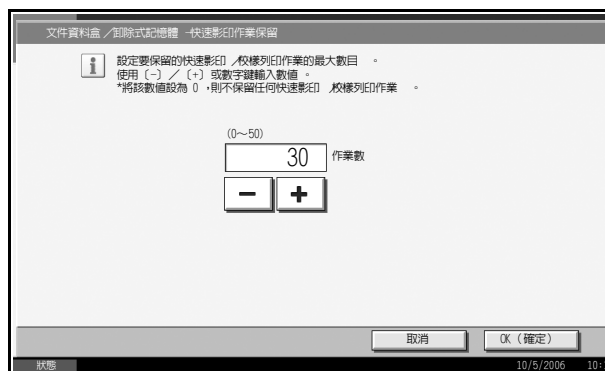 文件資料盒／卸除式記憶體 -快速影印作業保留
設定要保留的快速影印 /校樣列印作業的最大數目 。
使用〔-〕／〔+〕或數字鍵輸入數值。
*將該數值設為 0,則不保留任何快速影印 /校樣列印作業 。
(0～50)
30 作業數
取消 OK（確定）
狀態 10/5/2006 10: